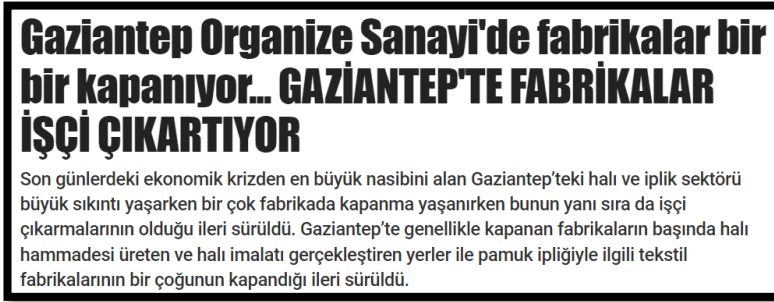 Gaziantep Organize Sanayi'de fabrikalar bir
bir kapanıyor... GAZİANTEP'TE FABRİKALAR
İŞÇİ ÇIKARTIYOR
Son günlerdeki ekonomik krizden en büyük nasibini alan Gaziantep’teki halı ve iplik sektörü
büyük sıkıntı yaşarken bir çok fabrikada kapanma yaşanırken bunun yanı sıra da işçi
çıkarmalarının olduğu ileri sürüldü. Gaziantep’te genellikle kapanan fabrikaların başında halı
hammadesi üreten ve halı imalatı gerçekleştiren yerler ile pamuk ipliğiyle ilgili tekstil
fabrikalarının bir çoğunun kapandığı ileri sürüldü.